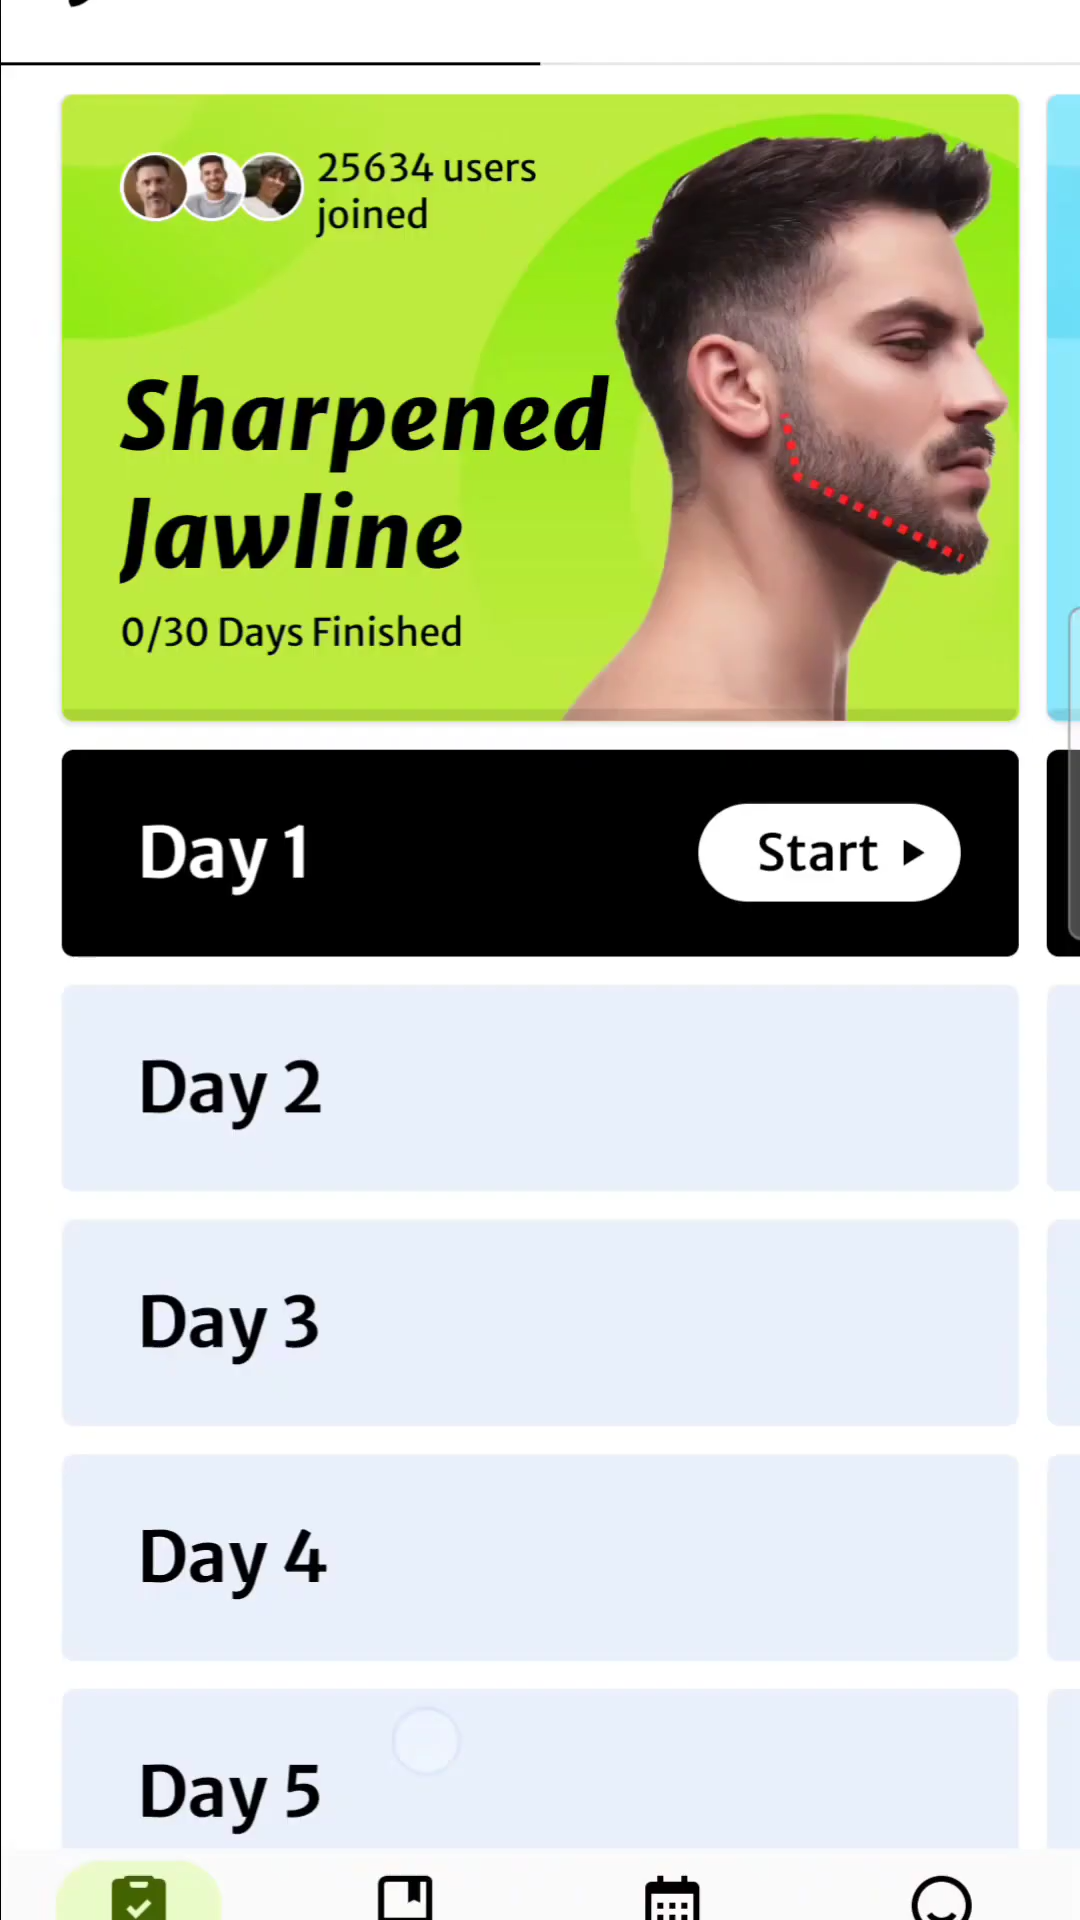 25634 users
joined
Sharpened
Jawline
0/30 Days Finished
Day 1
Start
Day 2
Day 3
Day 4
Day 5